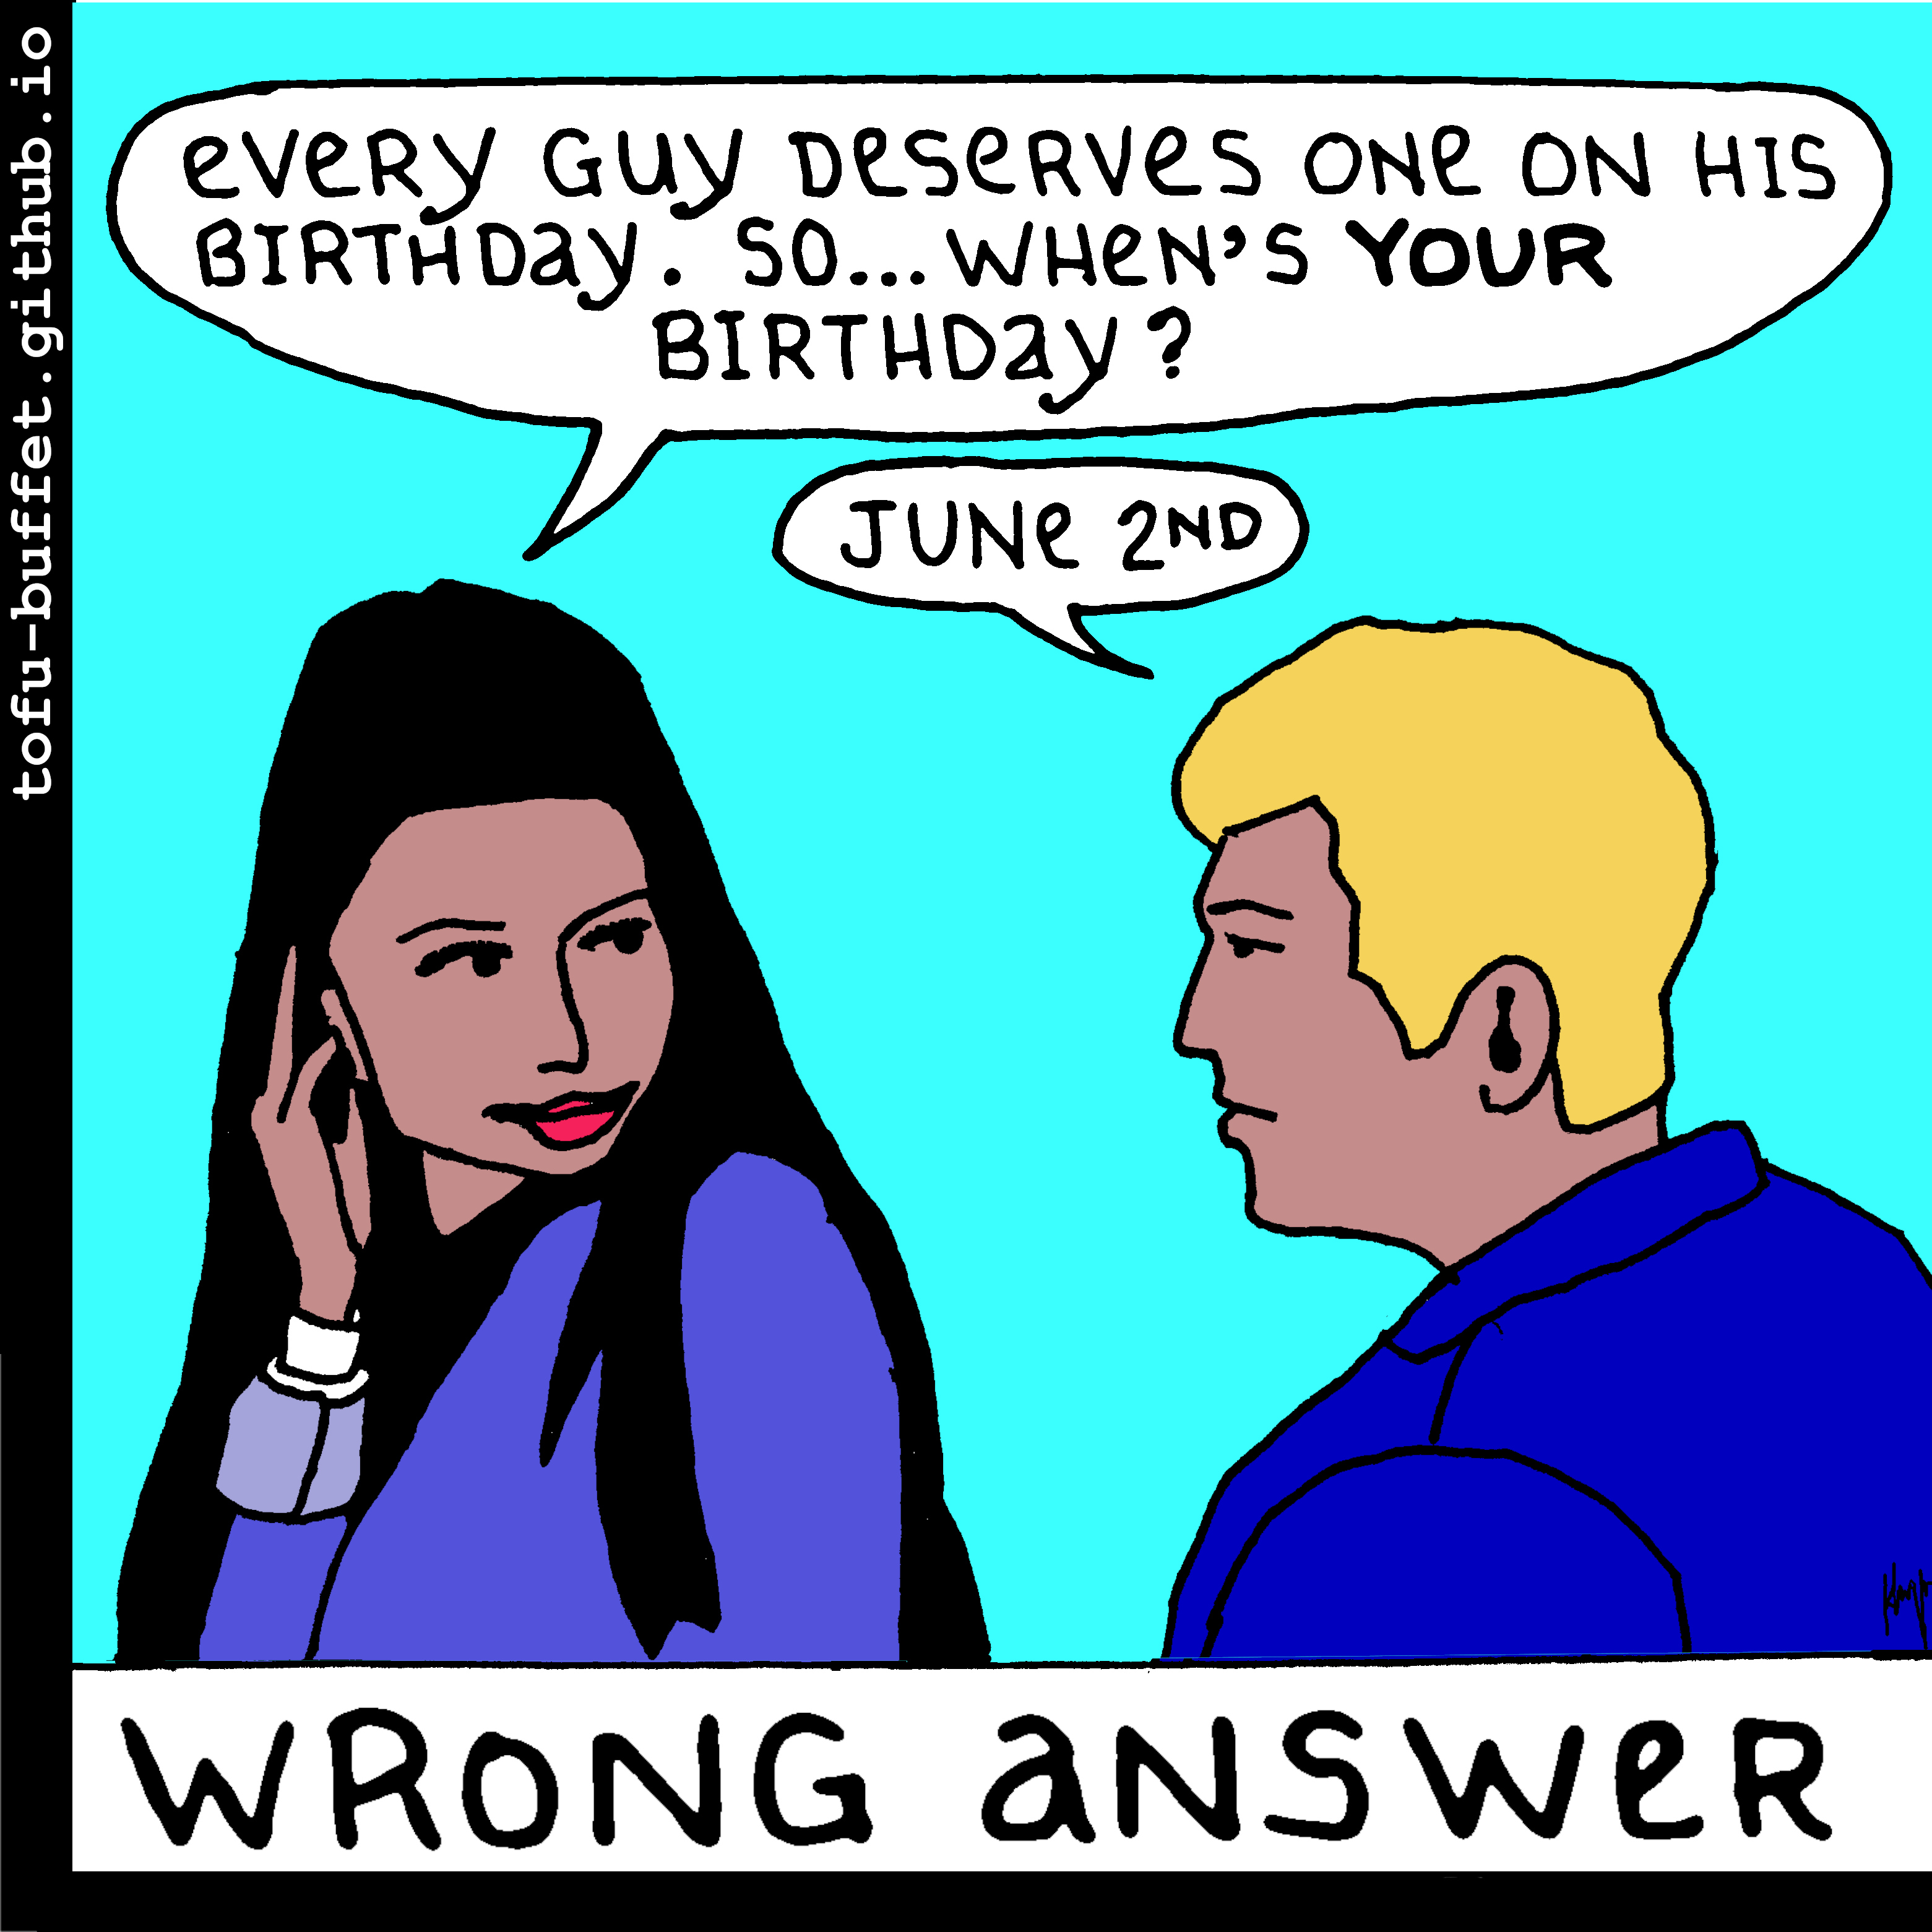 tofu-buffet.github.io
eVeRy GUy DeSeRVeS ONe ON HIS
BIRTHDay. SO... WHeN'S YOUR
BIRTHDay?
JUNe 2ND
WRONG aNSWeR